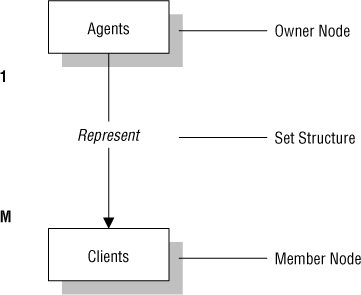 Agents
Owner Node
1
Represent
Set Structure
M
Clients
Member Node